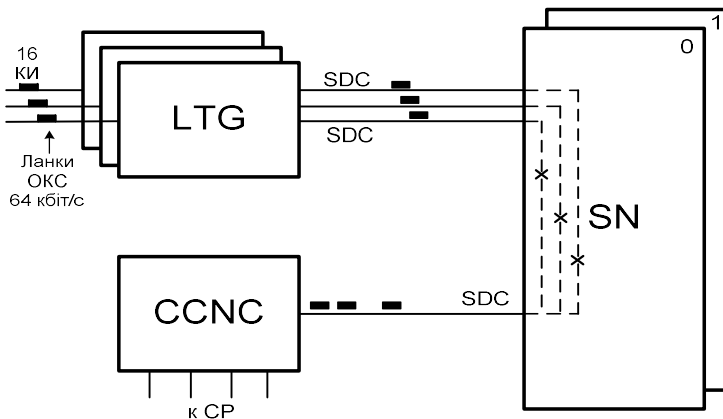 1
0
16
КИ
SDC
LTG
SDC
Ланки
ОКС
64 кбіт/с
SN
CCNC
SDC
к СР